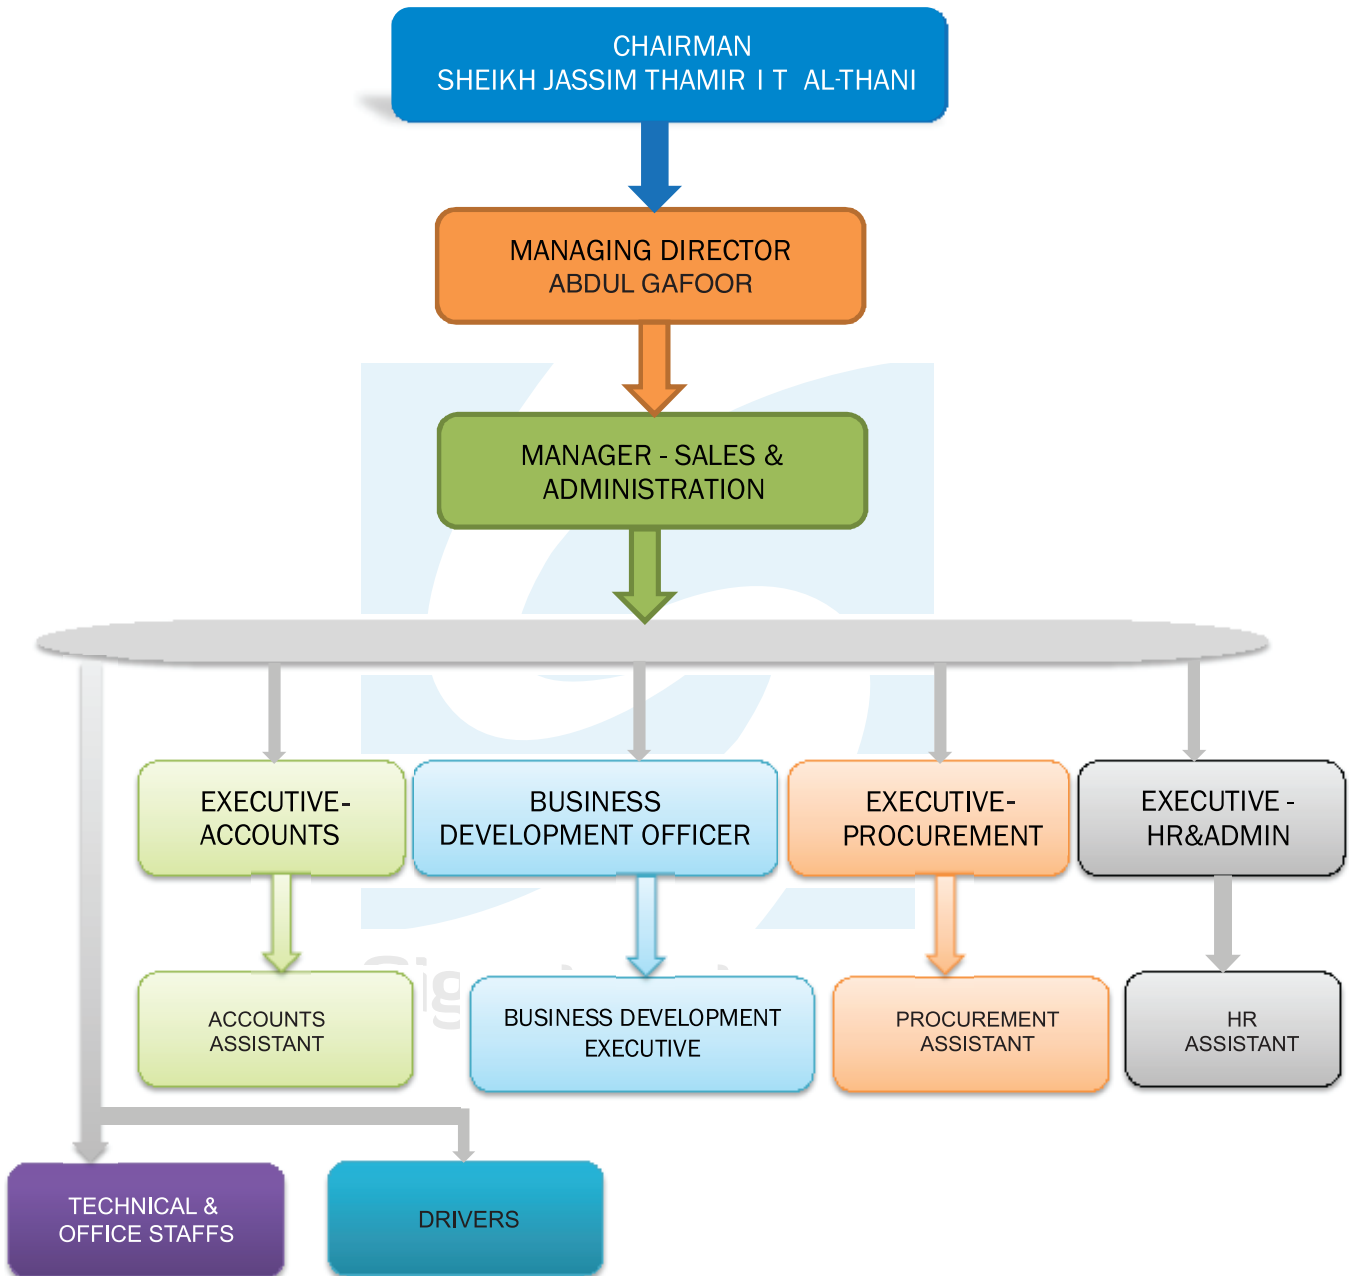 CHAIRMAN
SHEIKH JASSIM THAMIR I T AL-THANI
MANAGING DIRECTOR
ABDUL GAFOOR
MANAGER - SALES &
ADMINISTRATION
EXECUTIVE-
ACCOUNTS
BUSINESS
DEVELOPMENT OFFICER
EXECUTIVE-
PROCUREMENT
EXECUTIVE -
HR&ADMIN
ACCOUNTS
ASSISTANT
BUSINESS DEVELOPMENT
EXECUTIVE
PROCUREMENT
ASSISTANT
HR
ASSISTANT
TECHNICAL &
OFFICE STAFFS
DRIVERS